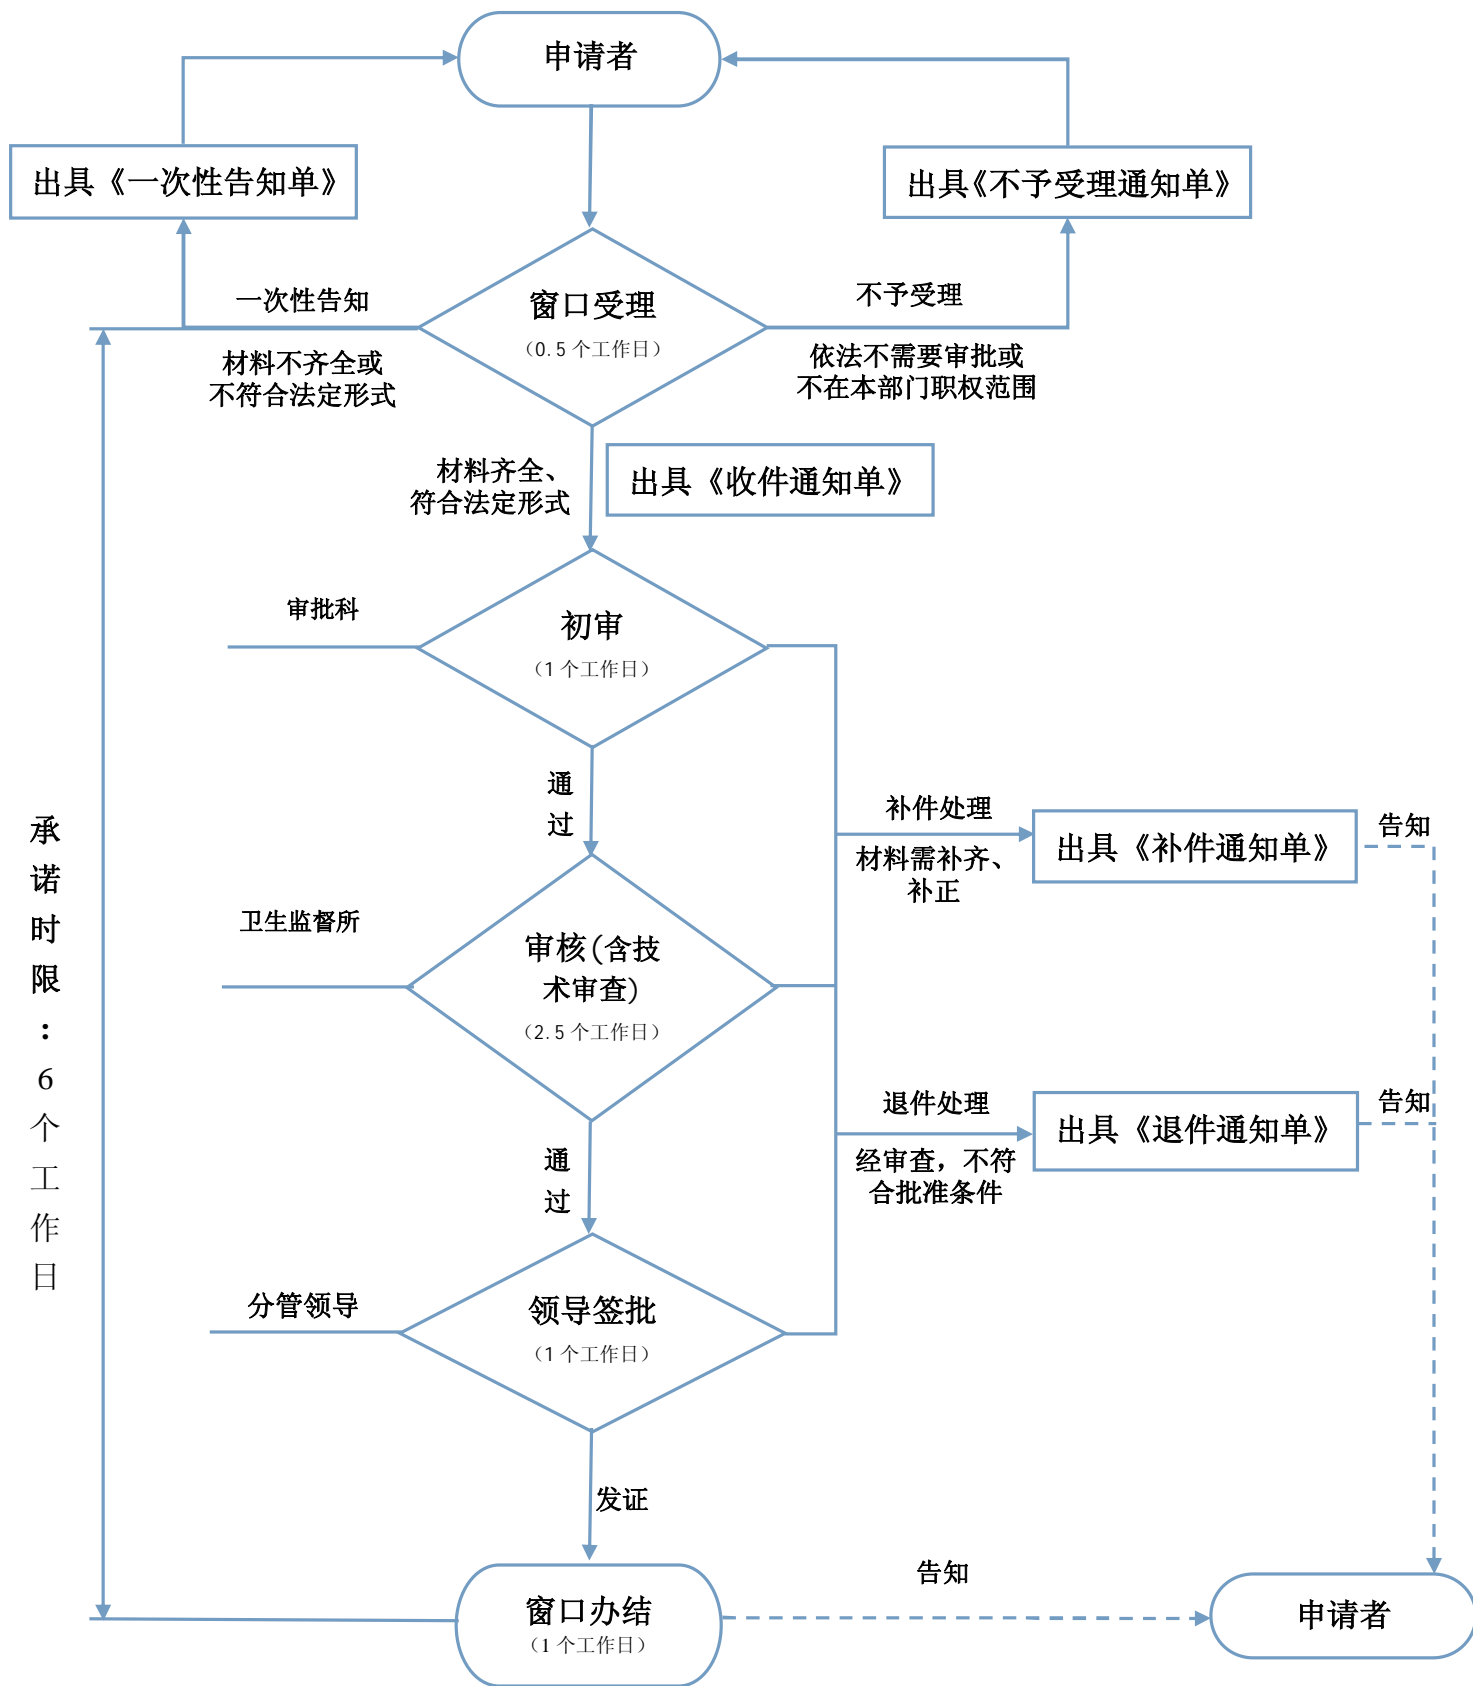 申请者
出具《一次性告知单》
出具《不予受理通知单》
一次性告知
窗口受理
（0.5 个工作日）
不予受理
材料不齐全或
不符合法定形式
依法不需要审批或
不在本部门职权范围
材料齐全、
符合法定形式
出具《收件通知单》
审批科
初审
（1 个工作日）
通
过
补件处理
材料需补齐、
补正
出具《补件通知单》
告知
承
诺
时
限
：
6
个
工
作
日
卫生监督所
审核(含技
术审查)
（2.5 个工作日）
退件处理
经审查，不符
合批准条件
出具《退件通知单》
告知
通
过
分管领导
领导签批
（1 个工作日）
发证
窗口办结
（1 个工作日）
告知
申请者